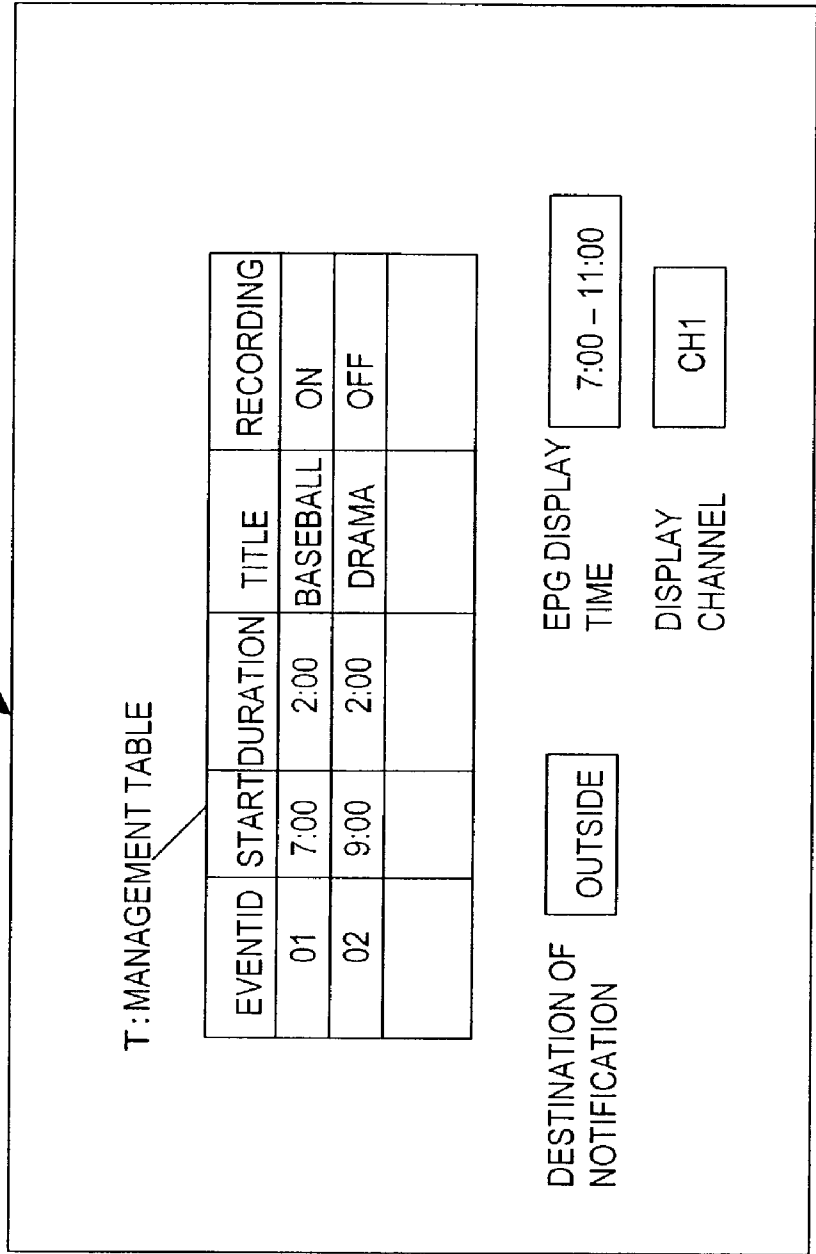 T : MANAGEMENT TABLE
EVENTID START DURATION TITLE RECORDING
01 7:00 2:00 BASEBALL ON
02 9:00 2:00 DRAMA OFF
DESTINATION OF
NOTIFICATION
OUTSIDE
EPG DISPLAY
TIME
7:00 – 11:00
DISPLAY
CHANNEL
CH1